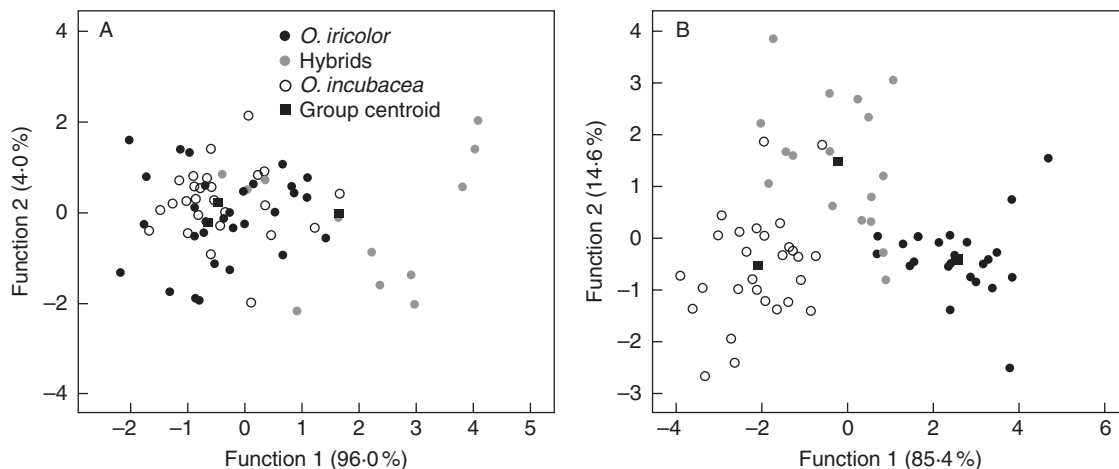 A
O. iricolor
Hybrids
O. incubacea
Group centroid
4
2
0
–2
–4
Function 2 (4·0 %)
–2 –1 0 1 2 3 4 5
Function 1 (96·0 %)
B
4
3
2
1
0
–1
–2
–3
Function 2 (14·6 %)
–4 –2 0 2 4 6
Function 1 (85·4 %)